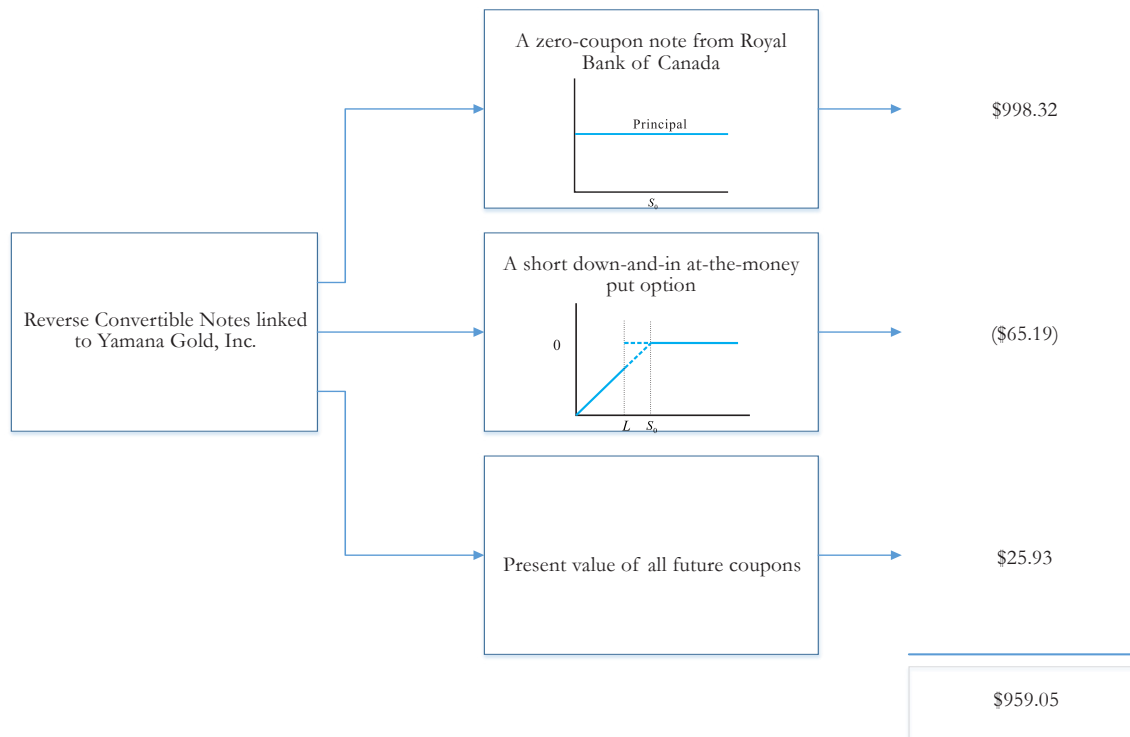 A zero-coupon note from Royal
Bank of Canada
Principal
S₀
$998.32
Reverse Convertible Notes linked
to Yamana Gold, Inc.
A short down-and-in at-the-money
put option
0
L S₀
($65.19)
Present value of all future coupons
$25.93
$959.05